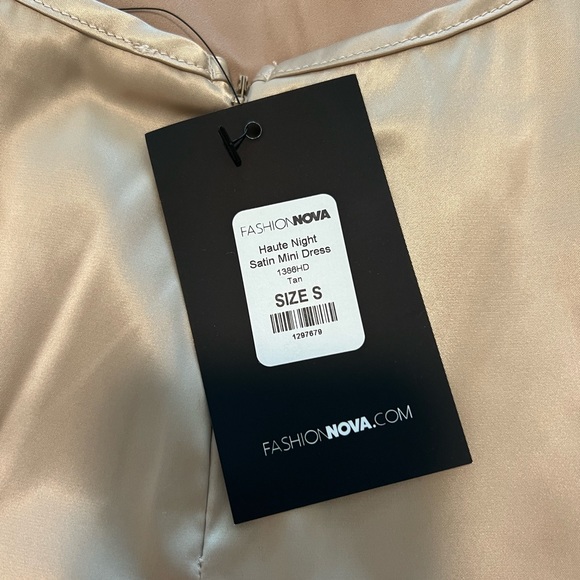 FASHIONNOVA
Haute Night
Satin Mini Dress
1386HD
Tan
SIZE S
1297679
FASHIONNOVA.COM